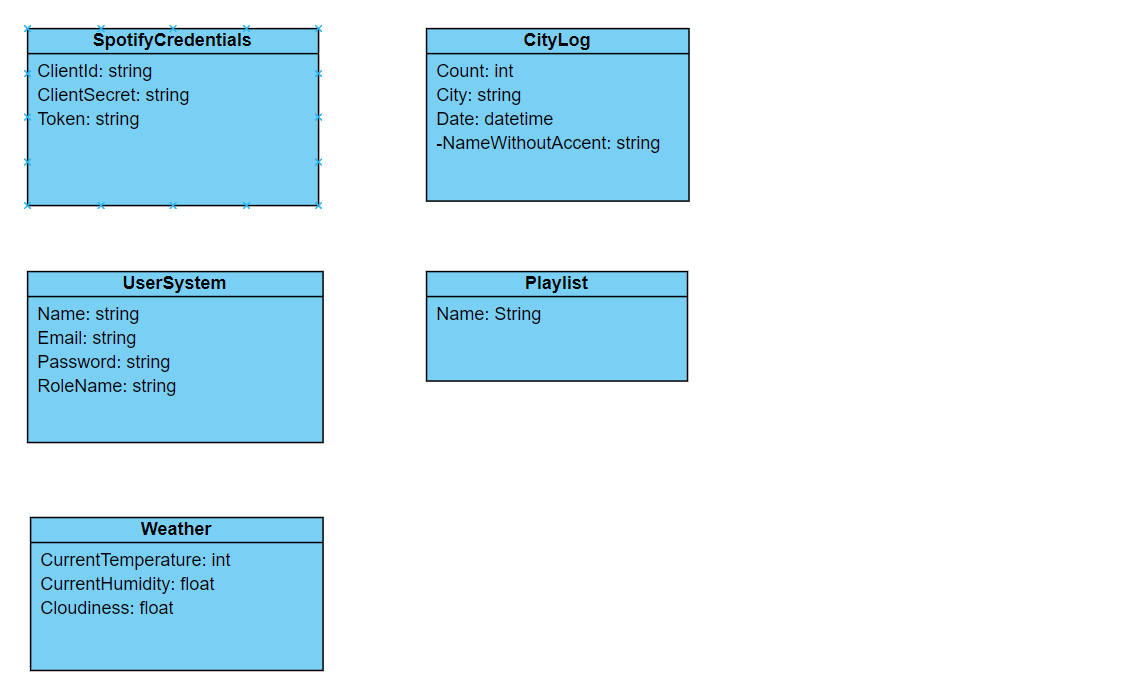 SpotifyCredentials
ClientId: string
ClientSecret: string
Token: string
CityLog
Count: int
City: string
Date: datetime
-NameWithoutAccent: string
UserSystem
Name: string
Email: string
Password: string
RoleName: string
Playlist
Name: String
Weather
CurrentTemperature: int
CurrentHumidity: float
Cloudiness: float